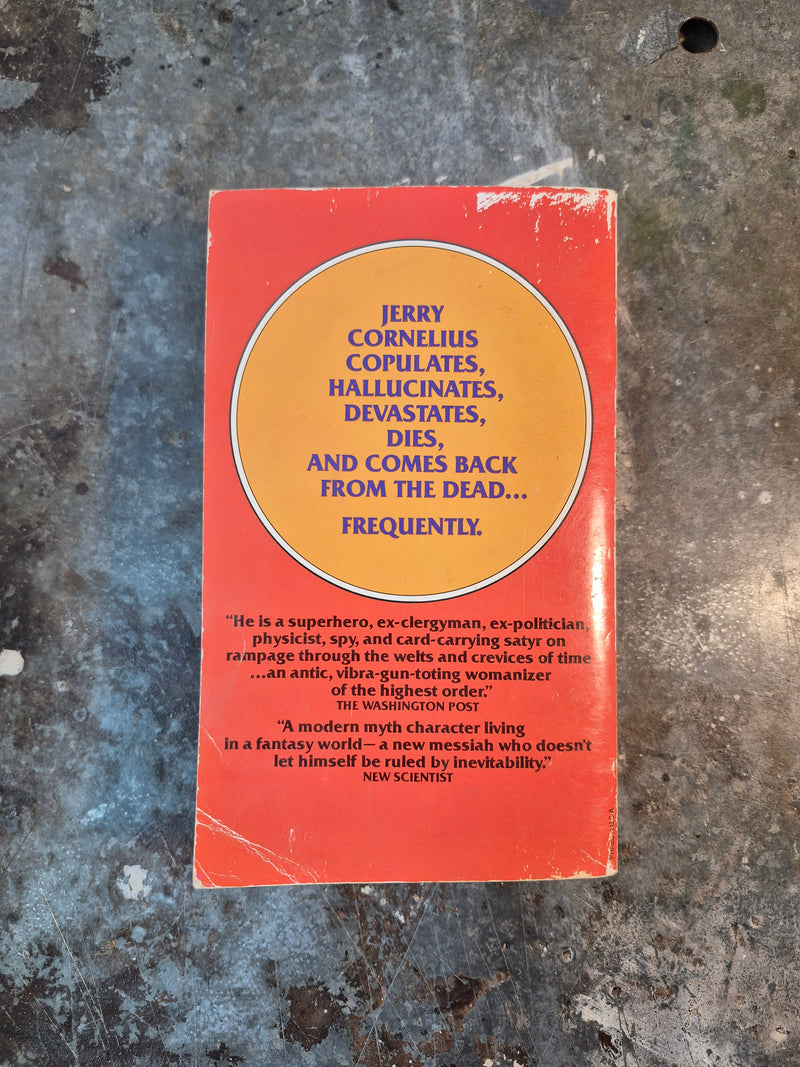 JERRY
CORNELIUS
COPULATES,
HALLUCINATES,
DEVASTATES,
DIES,
AND COMES BACK
FROM THE DEAD...
FREQUENTLY.
“He is a superhero, ex-clergyman, ex-politician,
physicist, spy, and card-carrying satyr on
rampage through the welts and crevices of time
...an antic, vibra-gun-toting womanizer
of the highest order.”
THE WASHINGTON POST
“A modern myth character living
in a fantasy world—a new messiah who doesn't
let himself be ruled by inevitability.”
NEW SCIENTIST
U.S.A.